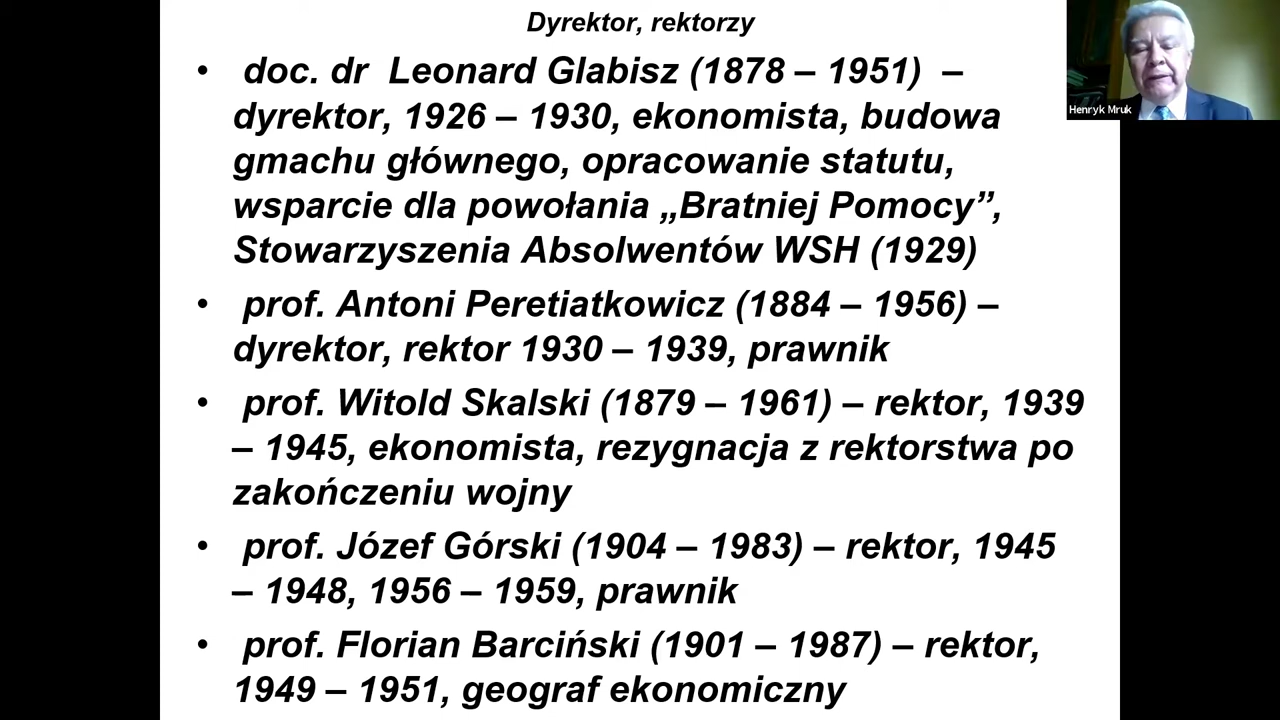 Dyrektor, rektorzy
• doc. dr Leonard Glabisz (1878 – 1951) –
dyrektor, 1926 – 1930, ekonomista, budowa
gmachu głównego, opracowanie statutu,
wsparcie dla powołania „Bratniej Pomocy”,
Stowarzyszenia Absolwentów WSH (1929)
• prof. Antoni Peretiatkowicz (1884 – 1956) –
dyrektor, rektor 1930 – 1939, prawnik
• prof. Witold Skalski (1879 – 1961) – rektor, 1939
– 1945, ekonomista, rezygnacja z rektorstwa po
zakończeniu wojny
• prof. Józef Górski (1904 – 1983) – rektor, 1945
– 1948, 1956 – 1959, prawnik
• prof. Florian Barciński (1901 – 1987) – rektor,
1949 – 1951, geograf ekonomiczny
Henryk Mruk